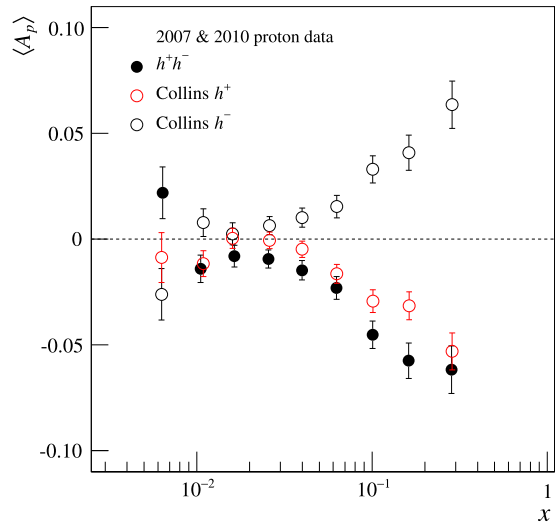 ⟨A_p⟩
0.10
2007 & 2010 proton data
h⁺h⁻
Collins h⁺
Collins h⁻
0.05
0
-0.05
-0.10
10⁻²
10⁻¹
1
x